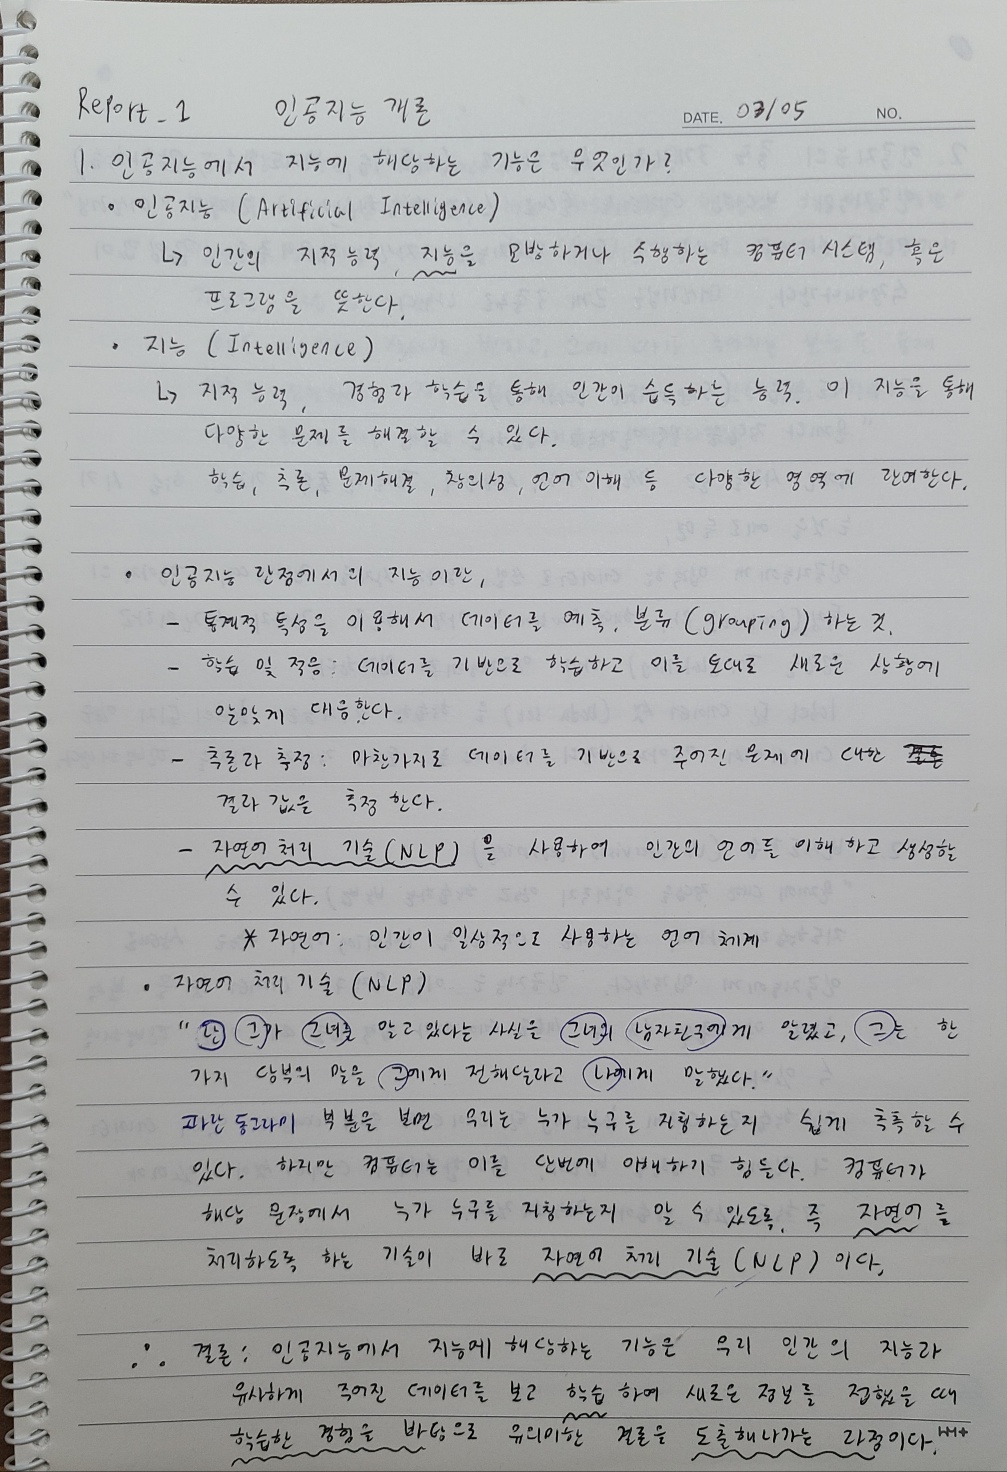 Report_1 인공지능 개론 DATE. 03/05 NO.
1. 인공지능에서 지능에 해당하는 기능은 무엇인가?
• 인공지능 (Artificial Intelligence)
↳ 인간의 지적능력, 지능을 모방하거나 수행하는 컴퓨터 시스템, 혹은
프로그램을 뜻한다.
• 지능 (Intelligence)
↳ 지적 능력, 경험과 학습을 통해 인간이 습득하는 능력. 이 지능을 통해
다양한 문제를 해결할 수 있다.
학습, 추론, 문제해결, 창의성, 언어 이해 등 다양한 영역에 관여한다.
• 인공지능 관점에서의 지능이란,
- 통계적 특성을 이용해서 데이터를 예측, 분류(grouping)하는 것.
- 학습 및 적응: 데이터를 기반으로 학습하고 이를 토대로 새로운 상황에
알맞게 대응한다.
- 추론과 추정: 마찬가지로 데이터를 기반으로 주어진 문제에 대한
결과 값을 측정 한다.
- 자연어 처리 기술(NLP)을 사용하여 인간의 언어를 이해하고 생성할
수 있다.
* 자연어: 인간이 일상적으로 사용하는 언어 체계
• 자연어 처리 기술(NLP)
"난 그가 그녀를 알고있다는 사실은 그녀의 남자친구에게 알렸고, 그는 한
가지 당부의 말을 그에게 전해달라고 나에게 말했다."
파란 동그라미 부분을 보면 우리는 누가 누구를 지칭하는지 쉽게 추측할 수
있다. 하지만 컴퓨터는 이를 단번에 이해하기 힘들다. 컴퓨터가
해당 문장에서 누가 누구를 지칭하는지 알 수 있도록, 즉 자연어를
처리하도록 하는 기술이 바로 자연어 처리 기술(NLP)이다.
∴ 결론: 인공지능에서 지능에 해당하는 기능은 우리 인간의 지능과
유사하게 주어진 데이터를 보고 학습하여 새로운 정보를 접했을 때
학습한 경험을 바탕으로 유의미한 결론을 도출해나가는 과정이다.